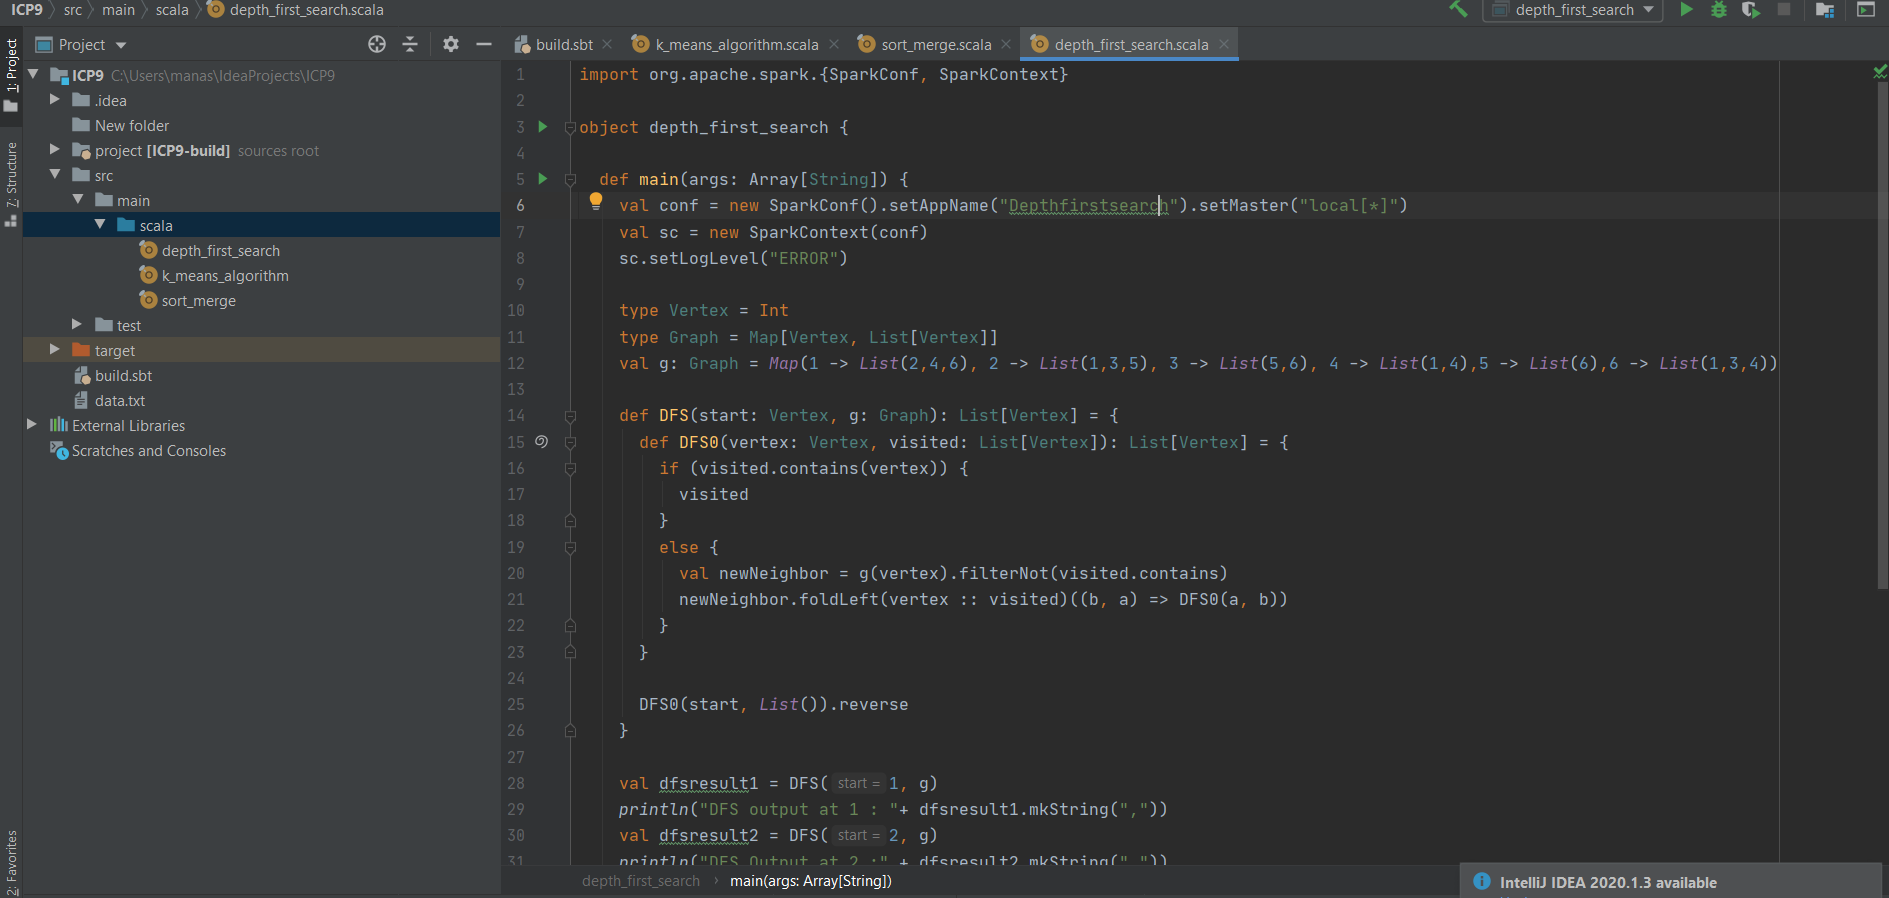 ICP9 src main scala depth_first_search.scala
depth_first_search
1: Project
7: Structure
2: Favorites
Project
ICP9 C:\Users\manas\IdeaProjects\ICP9
.idea
New folder
project [ICP9-build] sources root
src
main
scala
depth_first_search
k_means_algorithm
sort_merge
test
target
build.sbt
data.txt
External Libraries
Scratches and Consoles
build.sbt k_means_algorithm.scala sort_merge.scala depth_first_search.scala
1 import org.apache.spark.{SparkConf, SparkContext}
2
3 object depth_first_search {
4
5 def main(args: Array[String]) {
6 val conf = new SparkConf().setAppName("Depthfirstsearch").setMaster("local[*]")
7 val sc = new SparkContext(conf)
8 sc.setLogLevel("ERROR")
9
10 type Vertex = Int
11 type Graph = Map[Vertex, List[Vertex]]
12 val g: Graph = Map(1 -> List(2,4,6), 2 -> List(1,3,5), 3 -> List(5,6), 4 -> List(1,4),5 -> List(6),6 -> List(1,3,4))
13
14 def DFS(start: Vertex, g: Graph): List[Vertex] = {
15 def DFS0(vertex: Vertex, visited: List[Vertex]): List[Vertex] = {
16 if (visited.contains(vertex)) {
17 visited
18 }
19 else {
20 val newNeighbor = g(vertex).filterNot(visited.contains)
21 newNeighbor.foldLeft(vertex :: visited)((b, a) => DFS0(a, b))
22 }
23 }
24
25 DFS0(start, List()).reverse
26 }
27
28 val dfsresult1 = DFS( start = 1, g)
29 println("DFS output at 1 : "+ dfsresult1.mkString(","))
30 val dfsresult2 = DFS( start = 2, g)
31 println("DFS Output at 2 :" + dfsresult2.mkString(","))
depth_first_search main(args: Array[String])
IntelliJ IDEA 2020.1.3 available